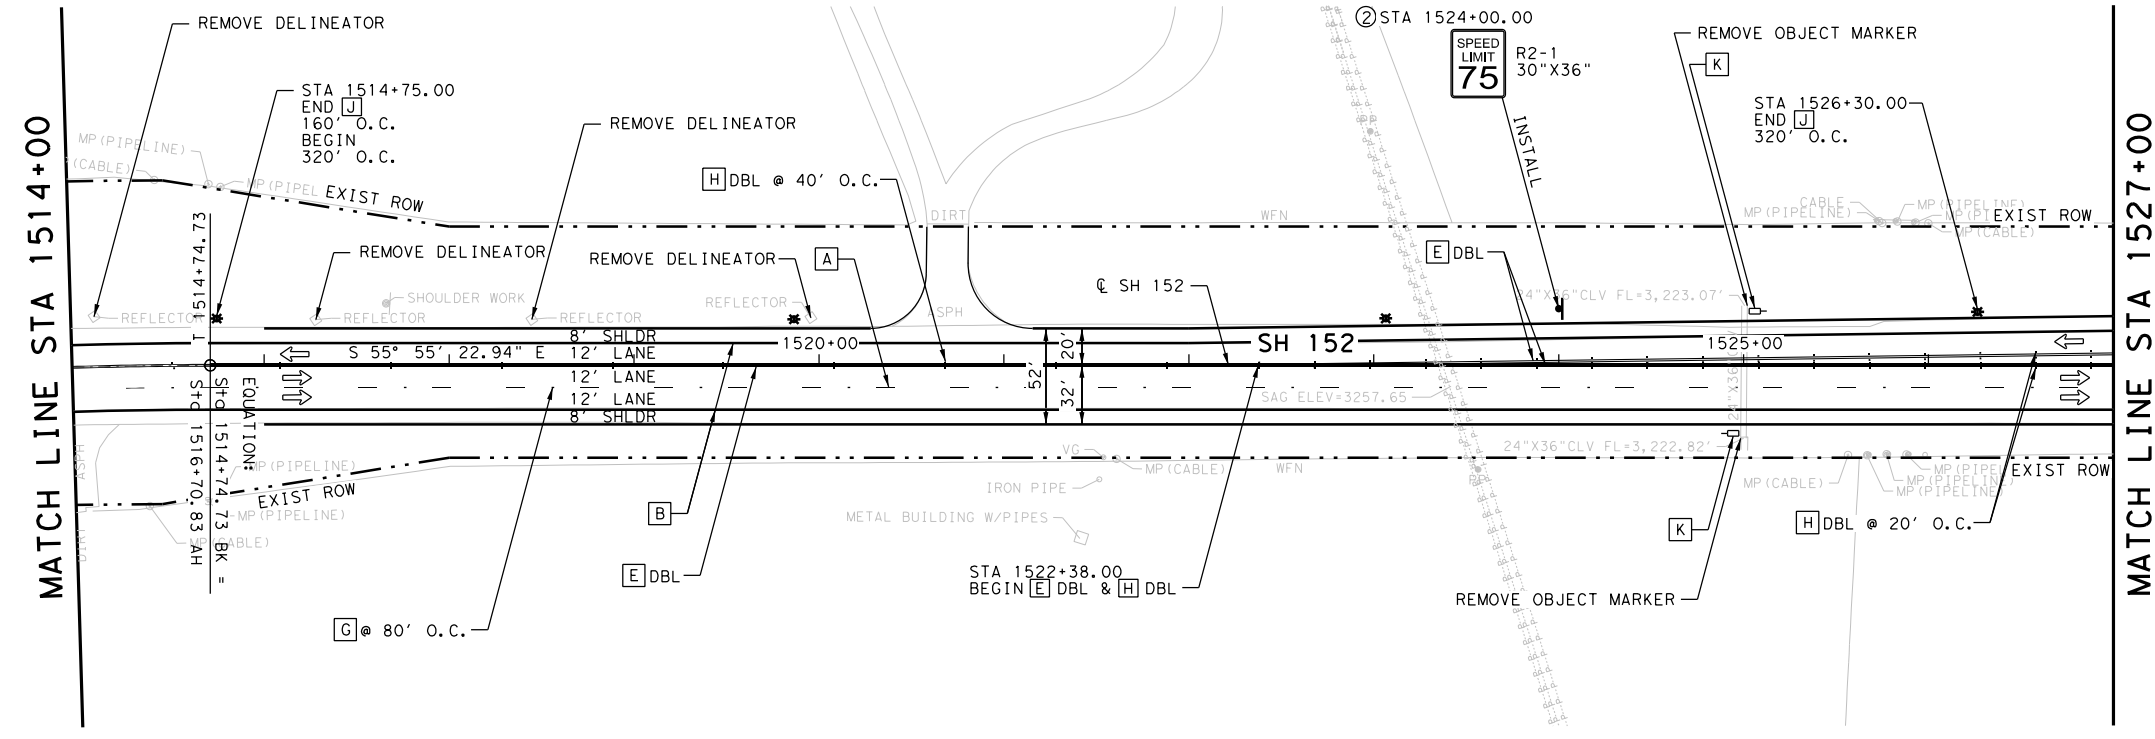 MATCH LINE STA 1514+00
REMOVE DELINEATOR
STA 1514+75.00
END J
160' O.C.
BEGIN
320' O.C.
REMOVE DELINEATOR
H DBL @ 40' O.C.
② STA 1524+00.00
SPEED
LIMIT
75
R2-1
30"X36"
INSTALL
REMOVE OBJECT MARKER
K
STA 1526+30.00
END J
320' O.C.
MATCH LINE STA 1527+00
MP(PIPELINE)
(CABLE)
MP(PIPEL
EXIST ROW
DIRT
WFN
CABLE
MP(PIPELINE)
MP(PIPELINE)
MP(PI
EXIST ROW
MP(CABLE)
T 1514+74.73
REMOVE DELINEATOR
REMOVE DELINEATOR
A
E DBL
℄ SH 152
SHOULDER WORK
REFLECTOR
REFLECTOR
REFLECTOR
REFLECTOR
ASPH
24"X36"CLV FL=3,223.07'
8' SHLDR
S 55° 55' 22.94" E
12' LANE
1520+00
SH 152
1525+00
12' LANE
12' LANE
8' SHLDR
52'
20'
32'
SAG ELEV=3257.65
24"X36"CLV FL=3,222.82'
EQUATION:
Sta 1514+74.73 BK =
Sta 1516+70.83 AH
ASPH
DIRT
MP(PIPELINE)
EXIST ROW
MP(PIPELINE)
MP(CABLE)
VG
MP(CABLE)
WFN
IRON PIPE
METAL BUILDING W/PIPES
MP(CABLE)
MP(PIPEL
EXIST ROW
MP(PIPELINE)
MP(PIPELINE)
B
E DBL
G @ 80' O.C.
STA 1522+38.00
BEGIN E DBL & H DBL
K
H DBL @ 20' O.C.
REMOVE OBJECT MARKER